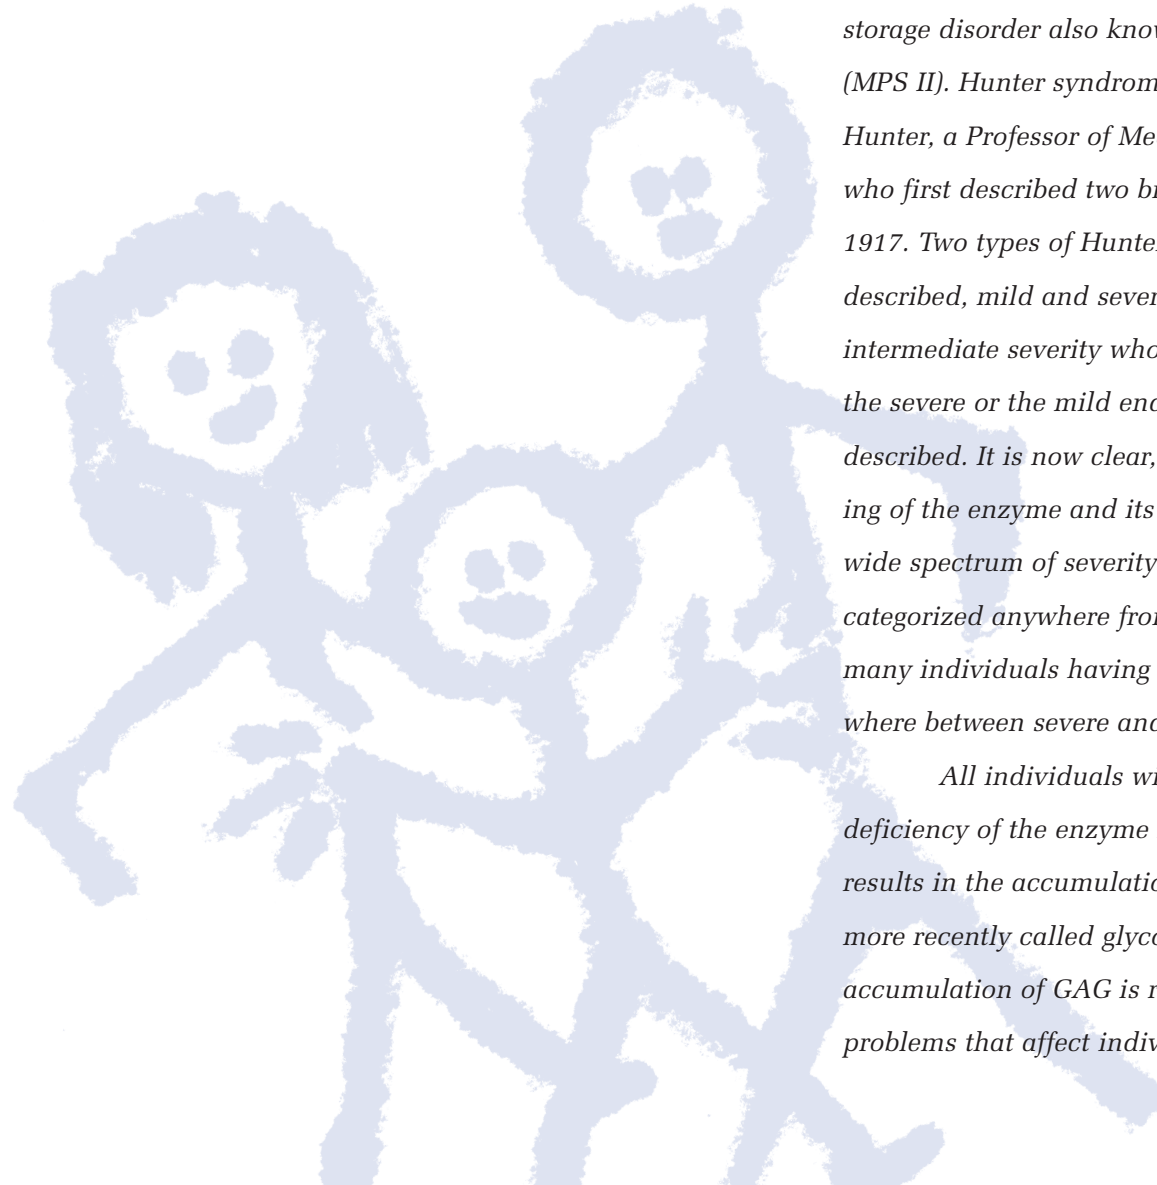 storage disorder also know
(MPS II). Hunter syndrom
Hunter, a Professor of Me
who first described two br
1917. Two types of Hunter
described, mild and sever
intermediate severity who
the severe or the mild end
described. It is now clear,
ing of the enzyme and its
wide spectrum of severity
categorized anywhere from
many individuals having
where between severe and
All individuals wi
deficiency of the enzyme
results in the accumulatio
more recently called glyco
accumulation of GAG is r
problems that affect indiv